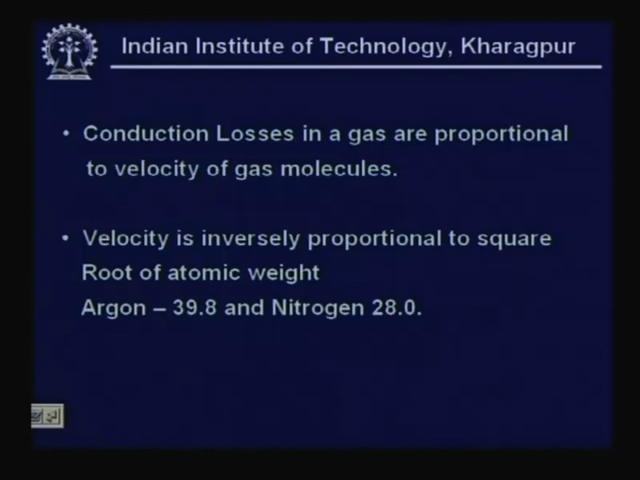 Indian Institute of Technology, Kharagpur
• Conduction Losses in a gas are proportional
to velocity of gas molecules.
• Velocity is inversely proportional to square
Root of atomic weight
Argon – 39.8 and Nitrogen 28.0.